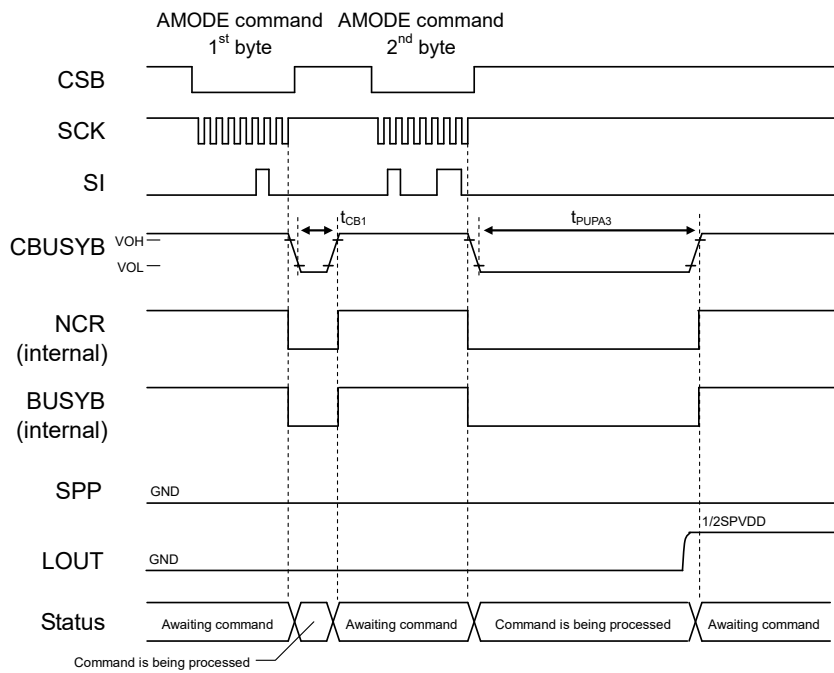 AMODE command
1st byte
AMODE command
2nd byte
CSB
SCK
SI
tCB1
tPUPA3
CBUSYB
VOH
VOL
NCR
(internal)
BUSYB
(internal)
SPP
GND
1/2SPVDD
LOUT
GND
Status
Awaiting command
Awaiting command
Command is being processed
Awaiting command
Command is being processed